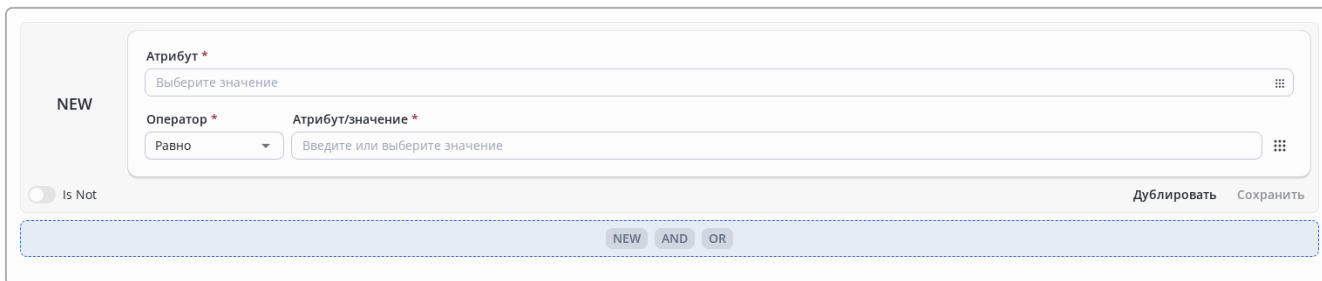 Атрибут *
Выберите значение
NEW
Оператор * Атрибут/значение *
Равно Введите или выберите значение
Is Not Дублировать Сохранить
NEW AND OR